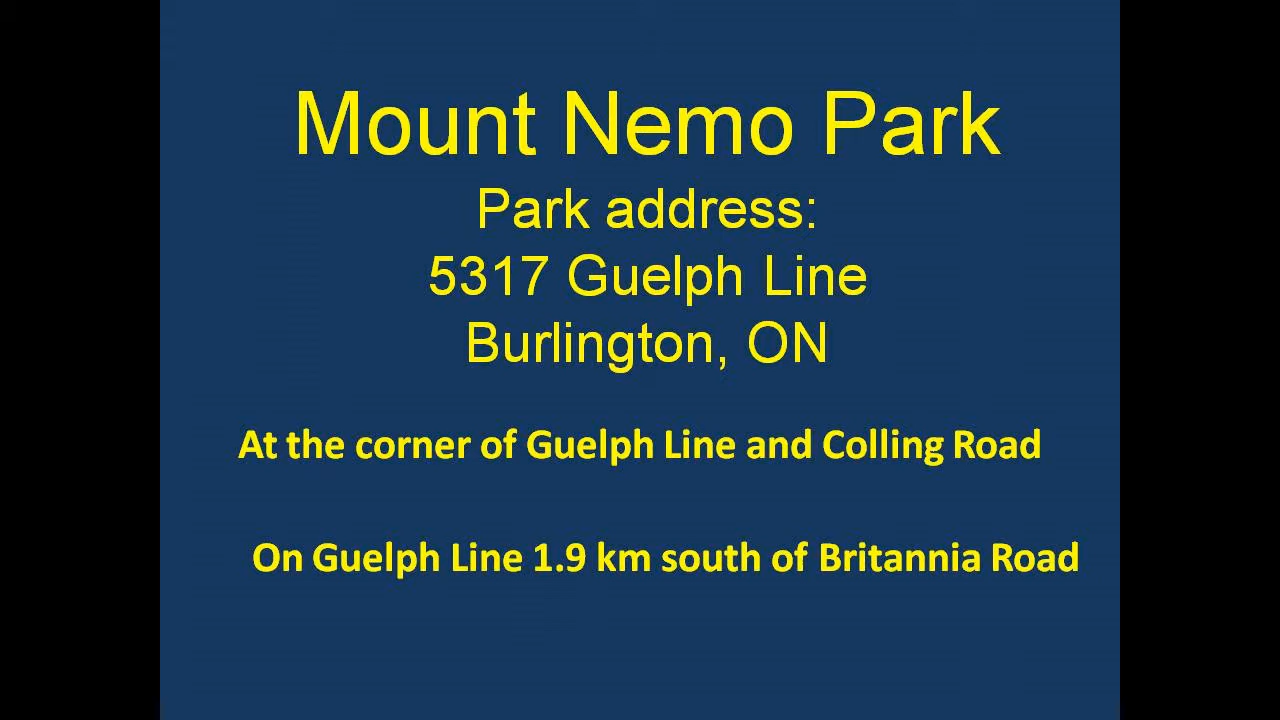 Mount Nemo Park
Park address:
5317 Guelph Line
Burlington, ON
At the corner of Guelph Line and Colling Road
On Guelph Line 1.9 km south of Britannia Road